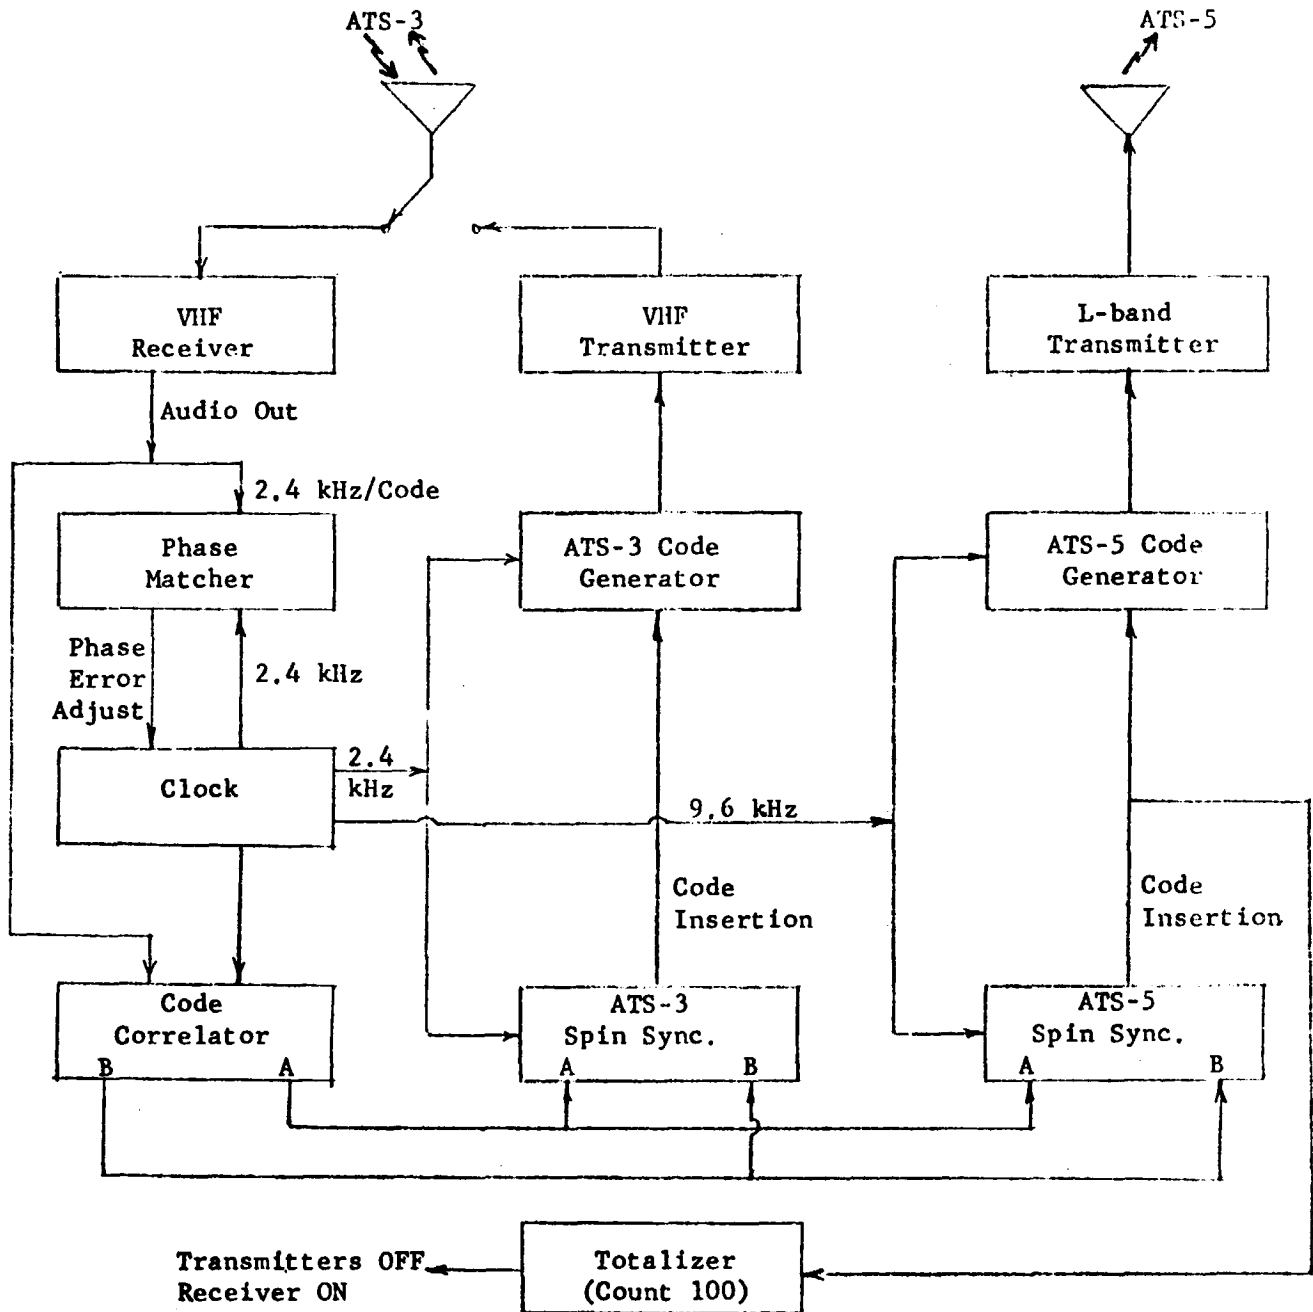 ATS-3
ATS-5
VHF
Receiver
VHF
Transmitter
L-band
Transmitter
Audio Out
2.4 kHz/Code
Phase
Matcher
ATS-3 Code
Generator
ATS-5 Code
Generator
Phase
Error
Adjust
2.4 kHz
Clock
2.4
kHz
9.6 kHz
Code
Insertion
Code
Insertion
Code
Correlator
B
A
ATS-3
Spin Sync.
A
B
ATS-5
Spin Sync.
A
B
Transmitters OFF
Receiver ON
Totalizer
(Count 100)